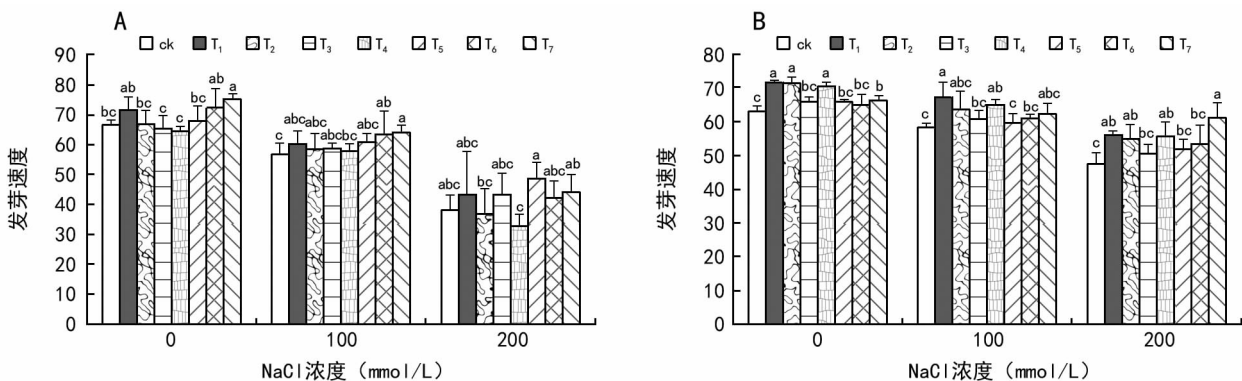 A
ck T₁ T₂ T₃ T₄ T₅ T₆ T₇
90
80
70
60
50
40
30
20
10
0
发芽速度
bc ab bc c c bc ab a
c abc abc abc bc abc ab a
abc abc bc abc c a abc ab
0 100 200
NaCl浓度（mmol/L）
B
ck T₁ T₂ T₃ T₄ T₅ T₆ T₇
80
70
60
50
40
30
20
10
0
发芽速度
c a a bc a bc bc b
c a abc bc ab c bc abc
c ab ab bc ab bc bc a
0 100 200
NaCl浓度（mmol/L）